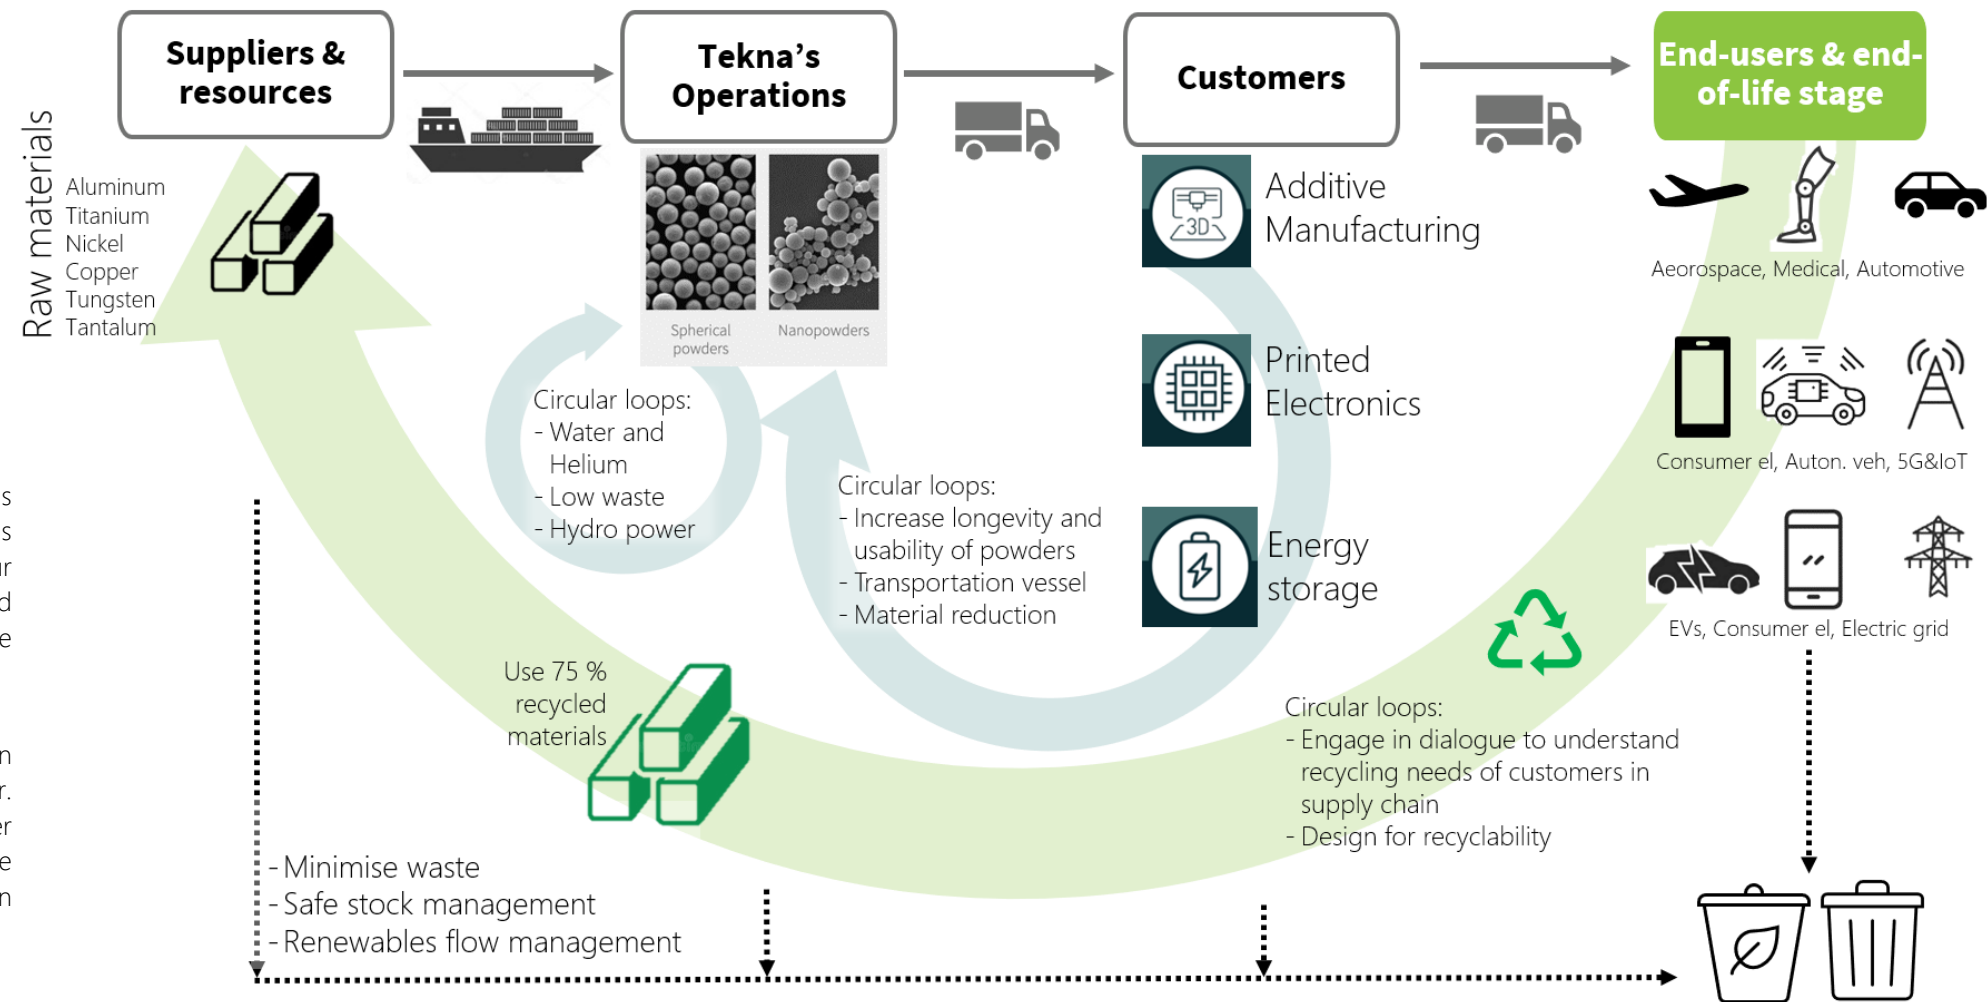 Suppliers &
resources
Tekna's
Operations
Customers
End-users & end-
of-life stage
Raw materials
Aluminum
Titanium
Nickel
Copper
Tungsten
Tantalum
Spherical
powders
Nanopowders
3D
Additive
Manufacturing
Printed
Electronics
Energy
storage
Aeorospace, Medical, Automotive
Consumer el, Auton. veh, 5G&IoT
EVs, Consumer el, Electric grid
Circular loops:
- Water and
Helium
- Low waste
- Hydro power
Circular loops:
- Increase longevity and
usability of powders
- Transportation vessel
- Material reduction
Use 75 %
recycled
materials
Circular loops:
- Engage in dialogue to understand
recycling needs of customers in
supply chain
- Design for recyclability
- Minimise waste
- Safe stock management
- Renewables flow management